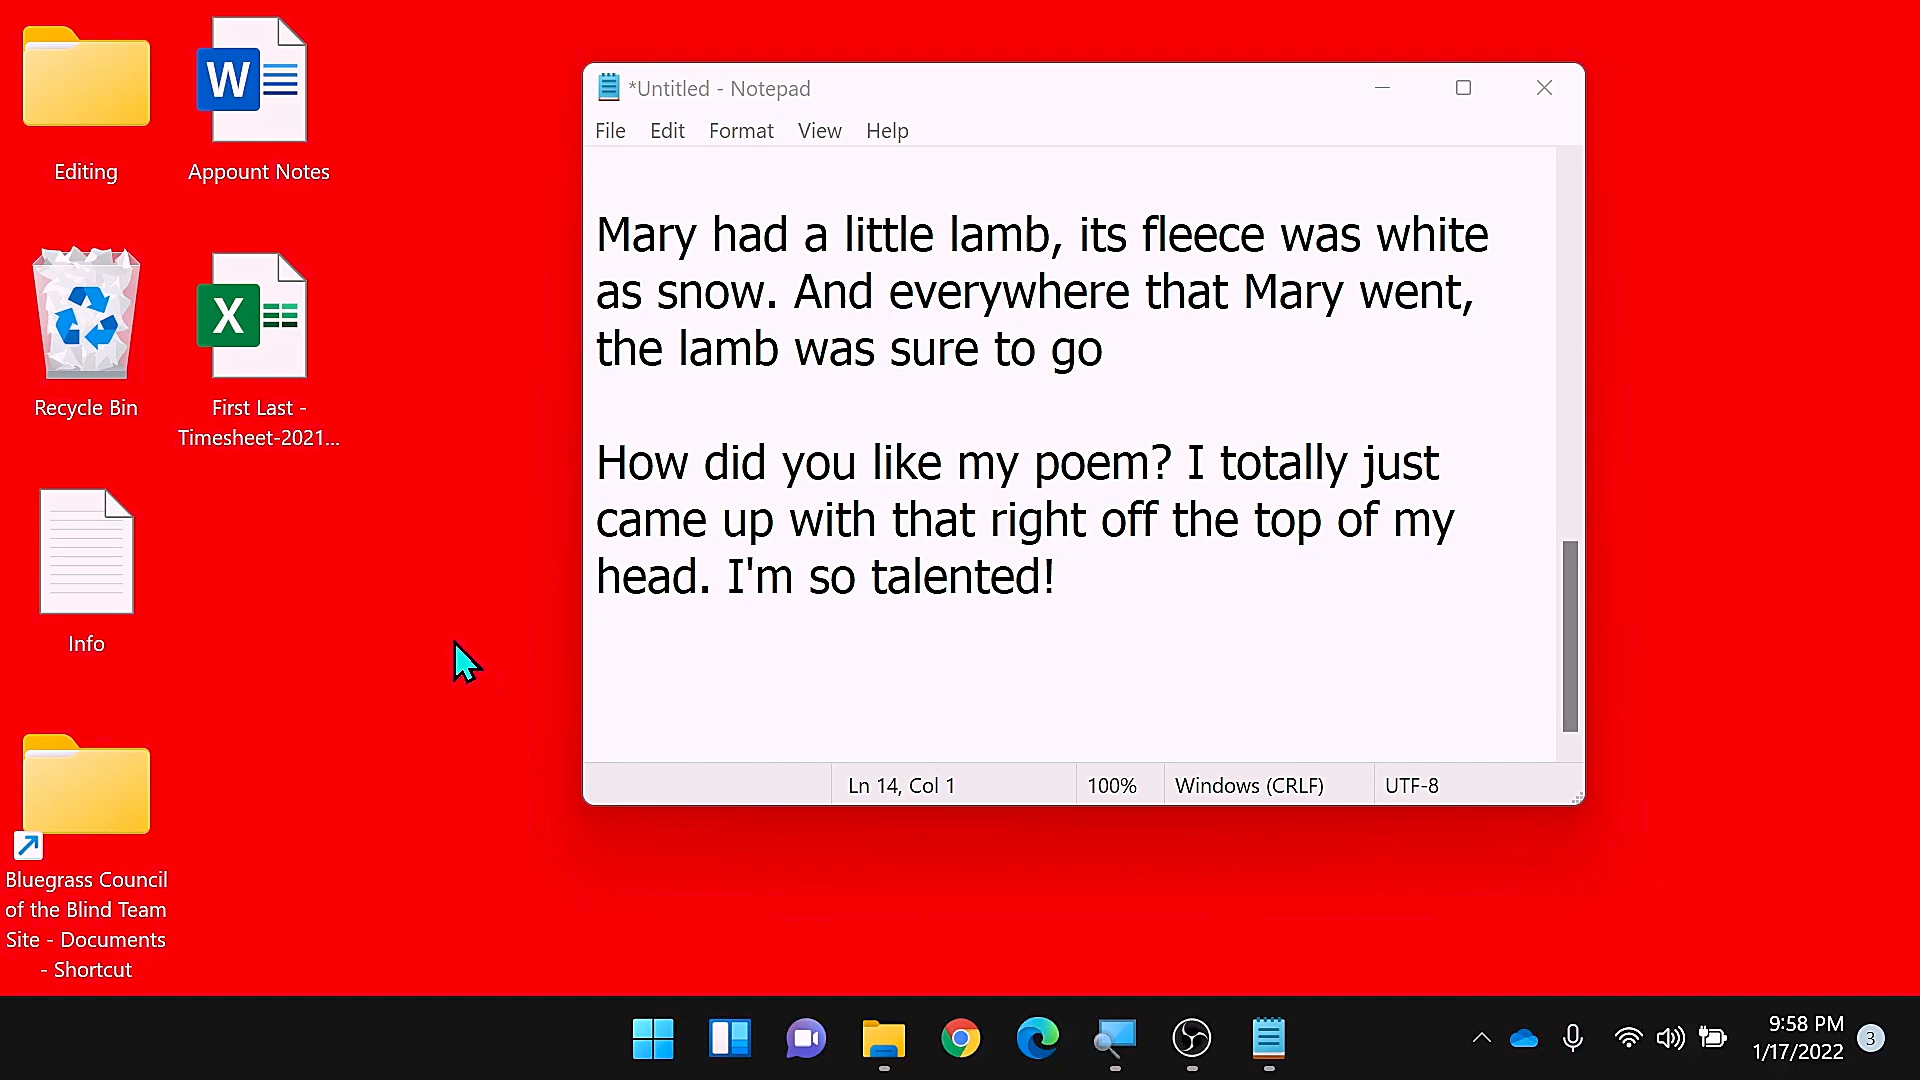 Editing
Appount Notes
Recycle Bin
First Last -
Timesheet-2021...
Info
Bluegrass Council
of the Blind Team
Site - Documents
- Shortcut
*Untitled - Notepad
File Edit Format View Help
Mary had a little lamb, its fleece was white
as snow. And everywhere that Mary went,
the lamb was sure to go
How did you like my poem? I totally just
came up with that right off the top of my
head. I'm so talented!
Ln 14, Col 1 100% Windows (CRLF) UTF-8
9:58 PM
1/17/2022
3